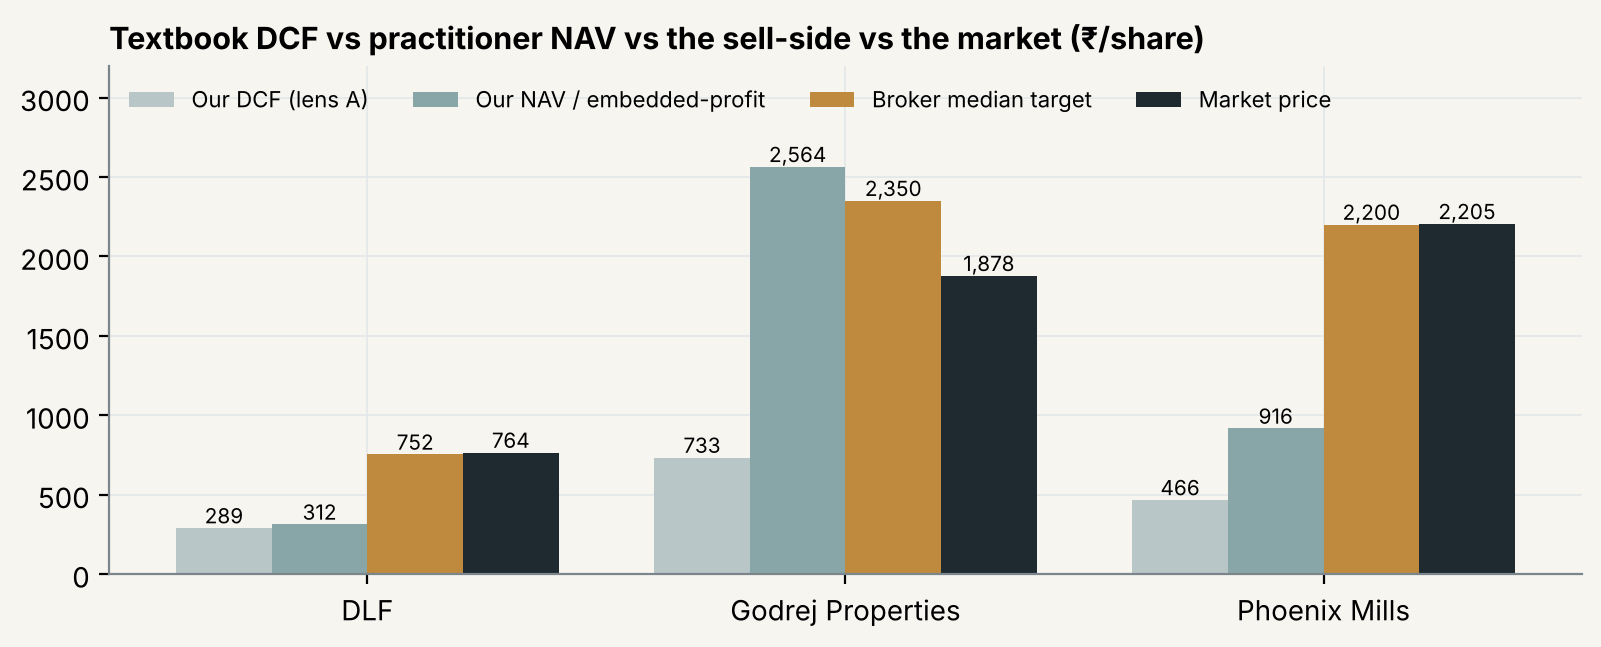 Textbook DCF vs practitioner NAV vs the sell-side vs the market (₹/share)
Our DCF (lens A) Our NAV / embedded-profit Broker median target Market price
3000
2500
2000
1500
1000
500
0
289 312 752 764
733 2,564 2,350 1,878
466 916 2,200 2,205
DLF Godrej Properties Phoenix Mills